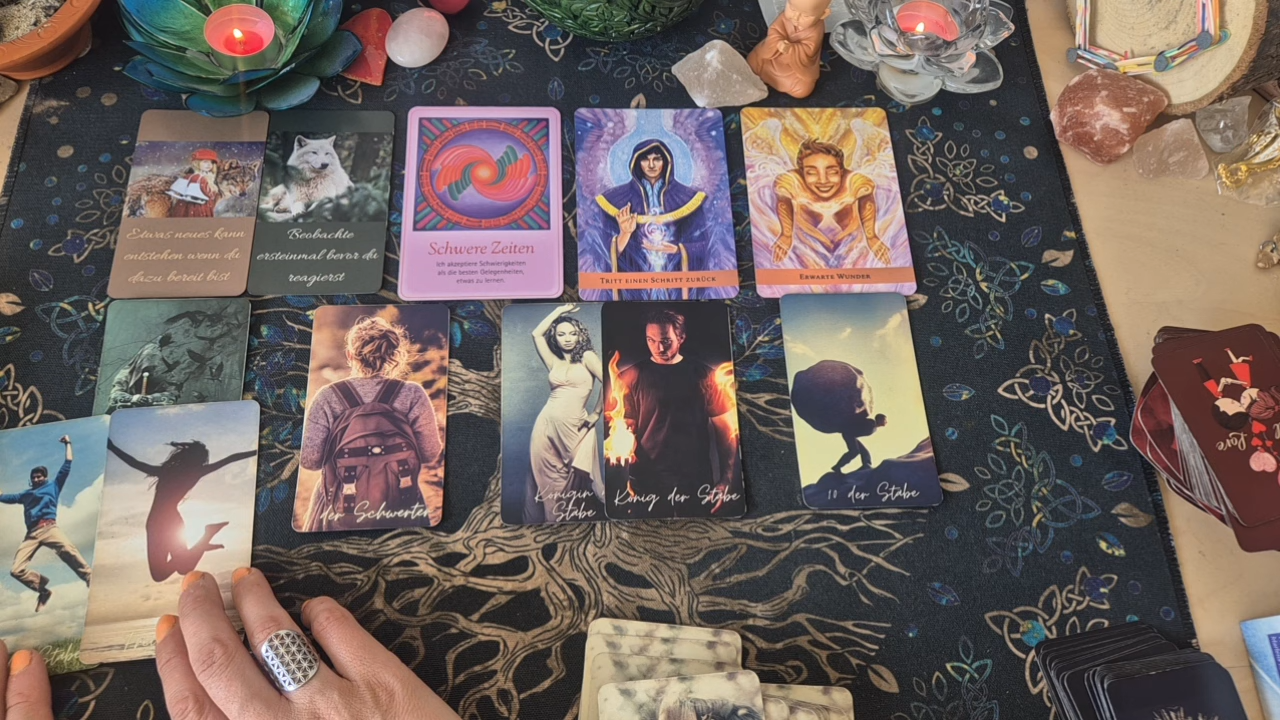 Etwas neues kann
entstehen wenn du
dazu bereit bist
Beobachte
ersteinmal bevor du
reagierst
Schwere Zeiten
Ich akzeptiere Schwierigkeiten
als die besten Gelegenheiten,
etwas zu lernen.
TRITT EINEN SCHRITT ZURÜCK
ERWARTE WUNDER
der Schwerter
Königin
Stäbe
König der Stäbe
10 der Stäbe
Stäbe
Love